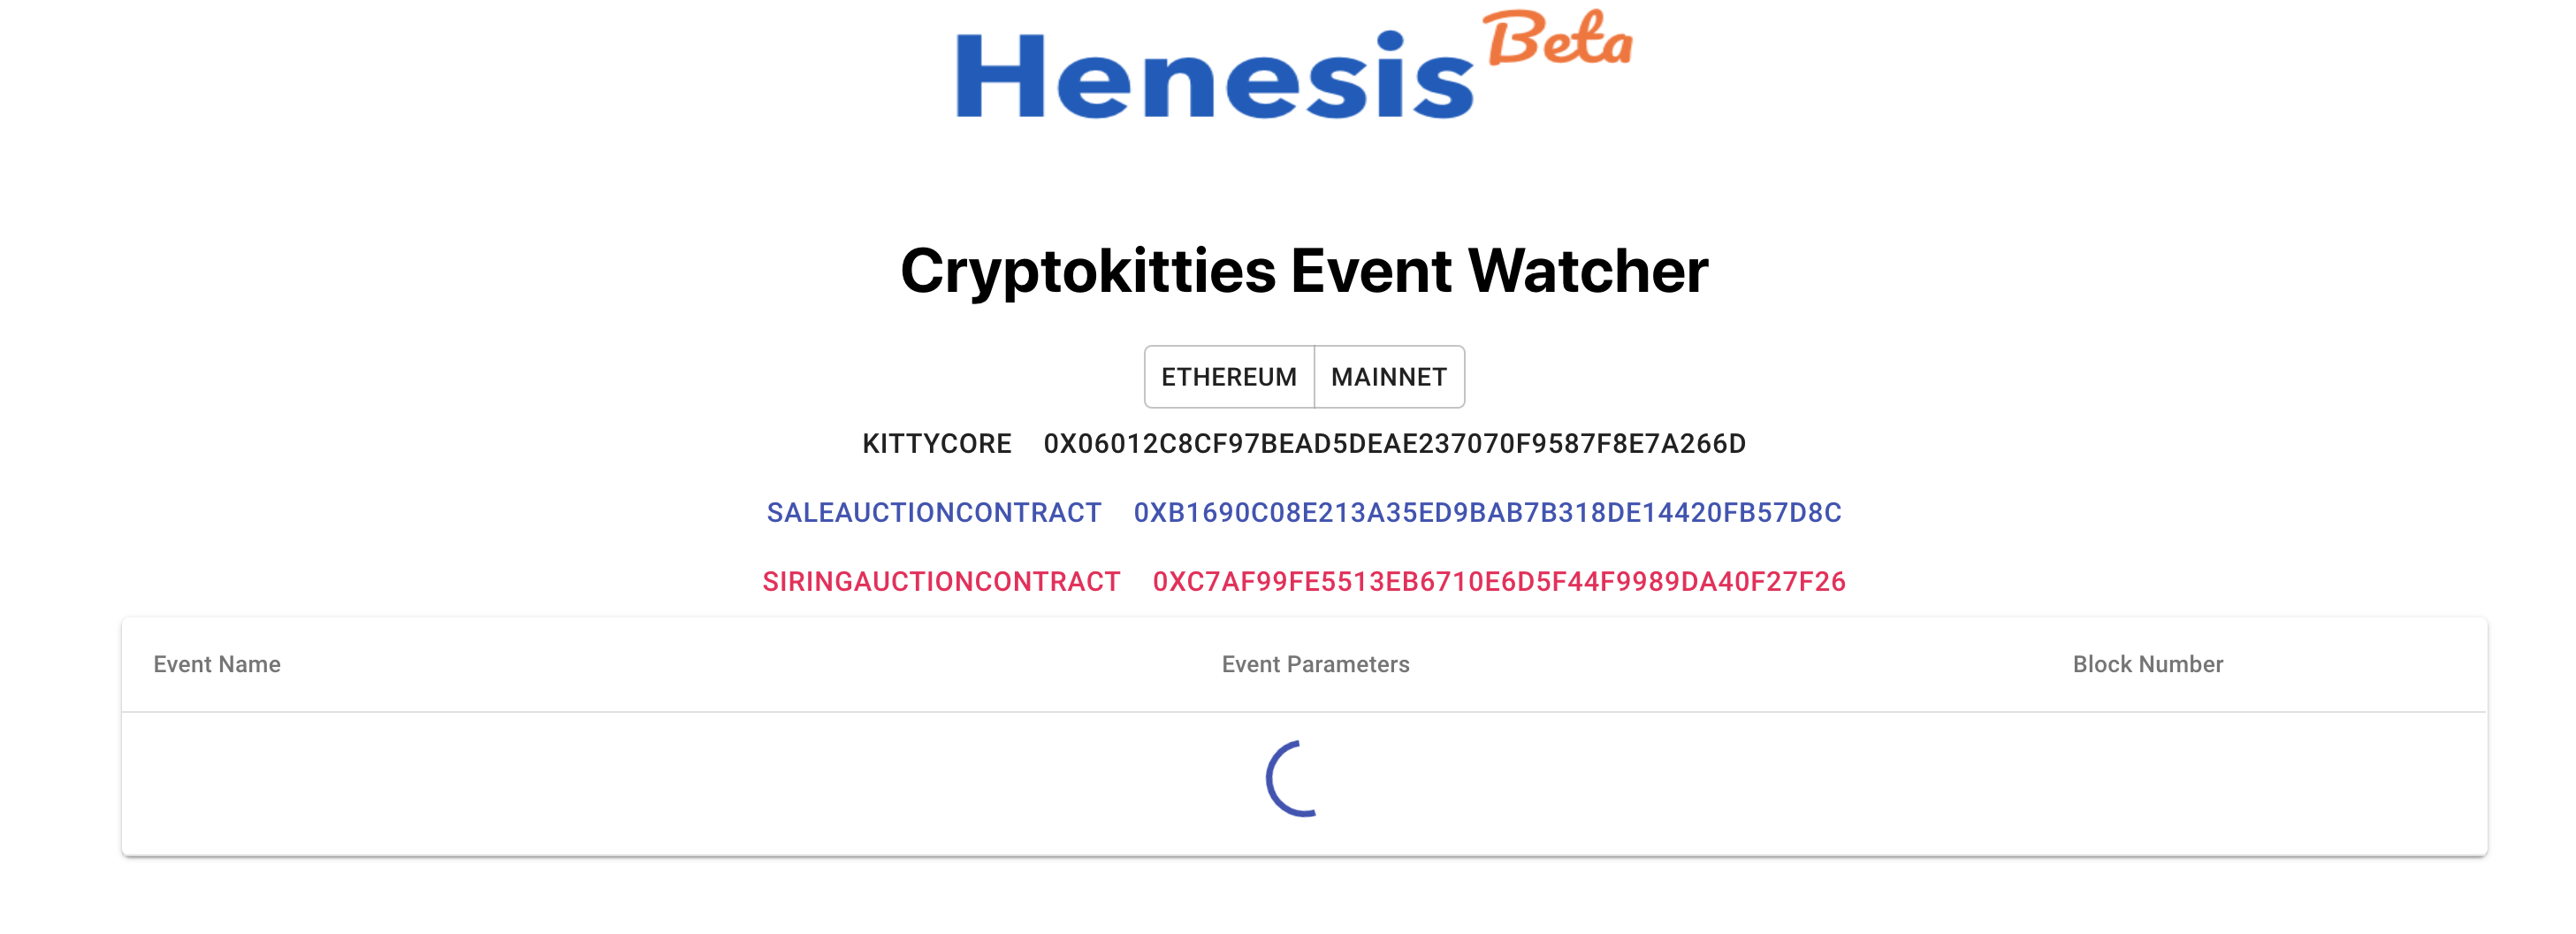 Henesis Beta
Cryptokitties Event Watcher
ETHEREUM MAINNET
KITTYCORE 0X06012C8CF97BEAD5DEAE237070F9587F8E7A266D
SALEAUCTIONCONTRACT 0XB1690C08E213A35ED9BAB7B318DE14420FB57D8C
SIRINGAUCTIONCONTRACT 0XC7AF99FE5513EB6710E6D5F44F9989DA40F27F26
Event Name Event Parameters Block Number